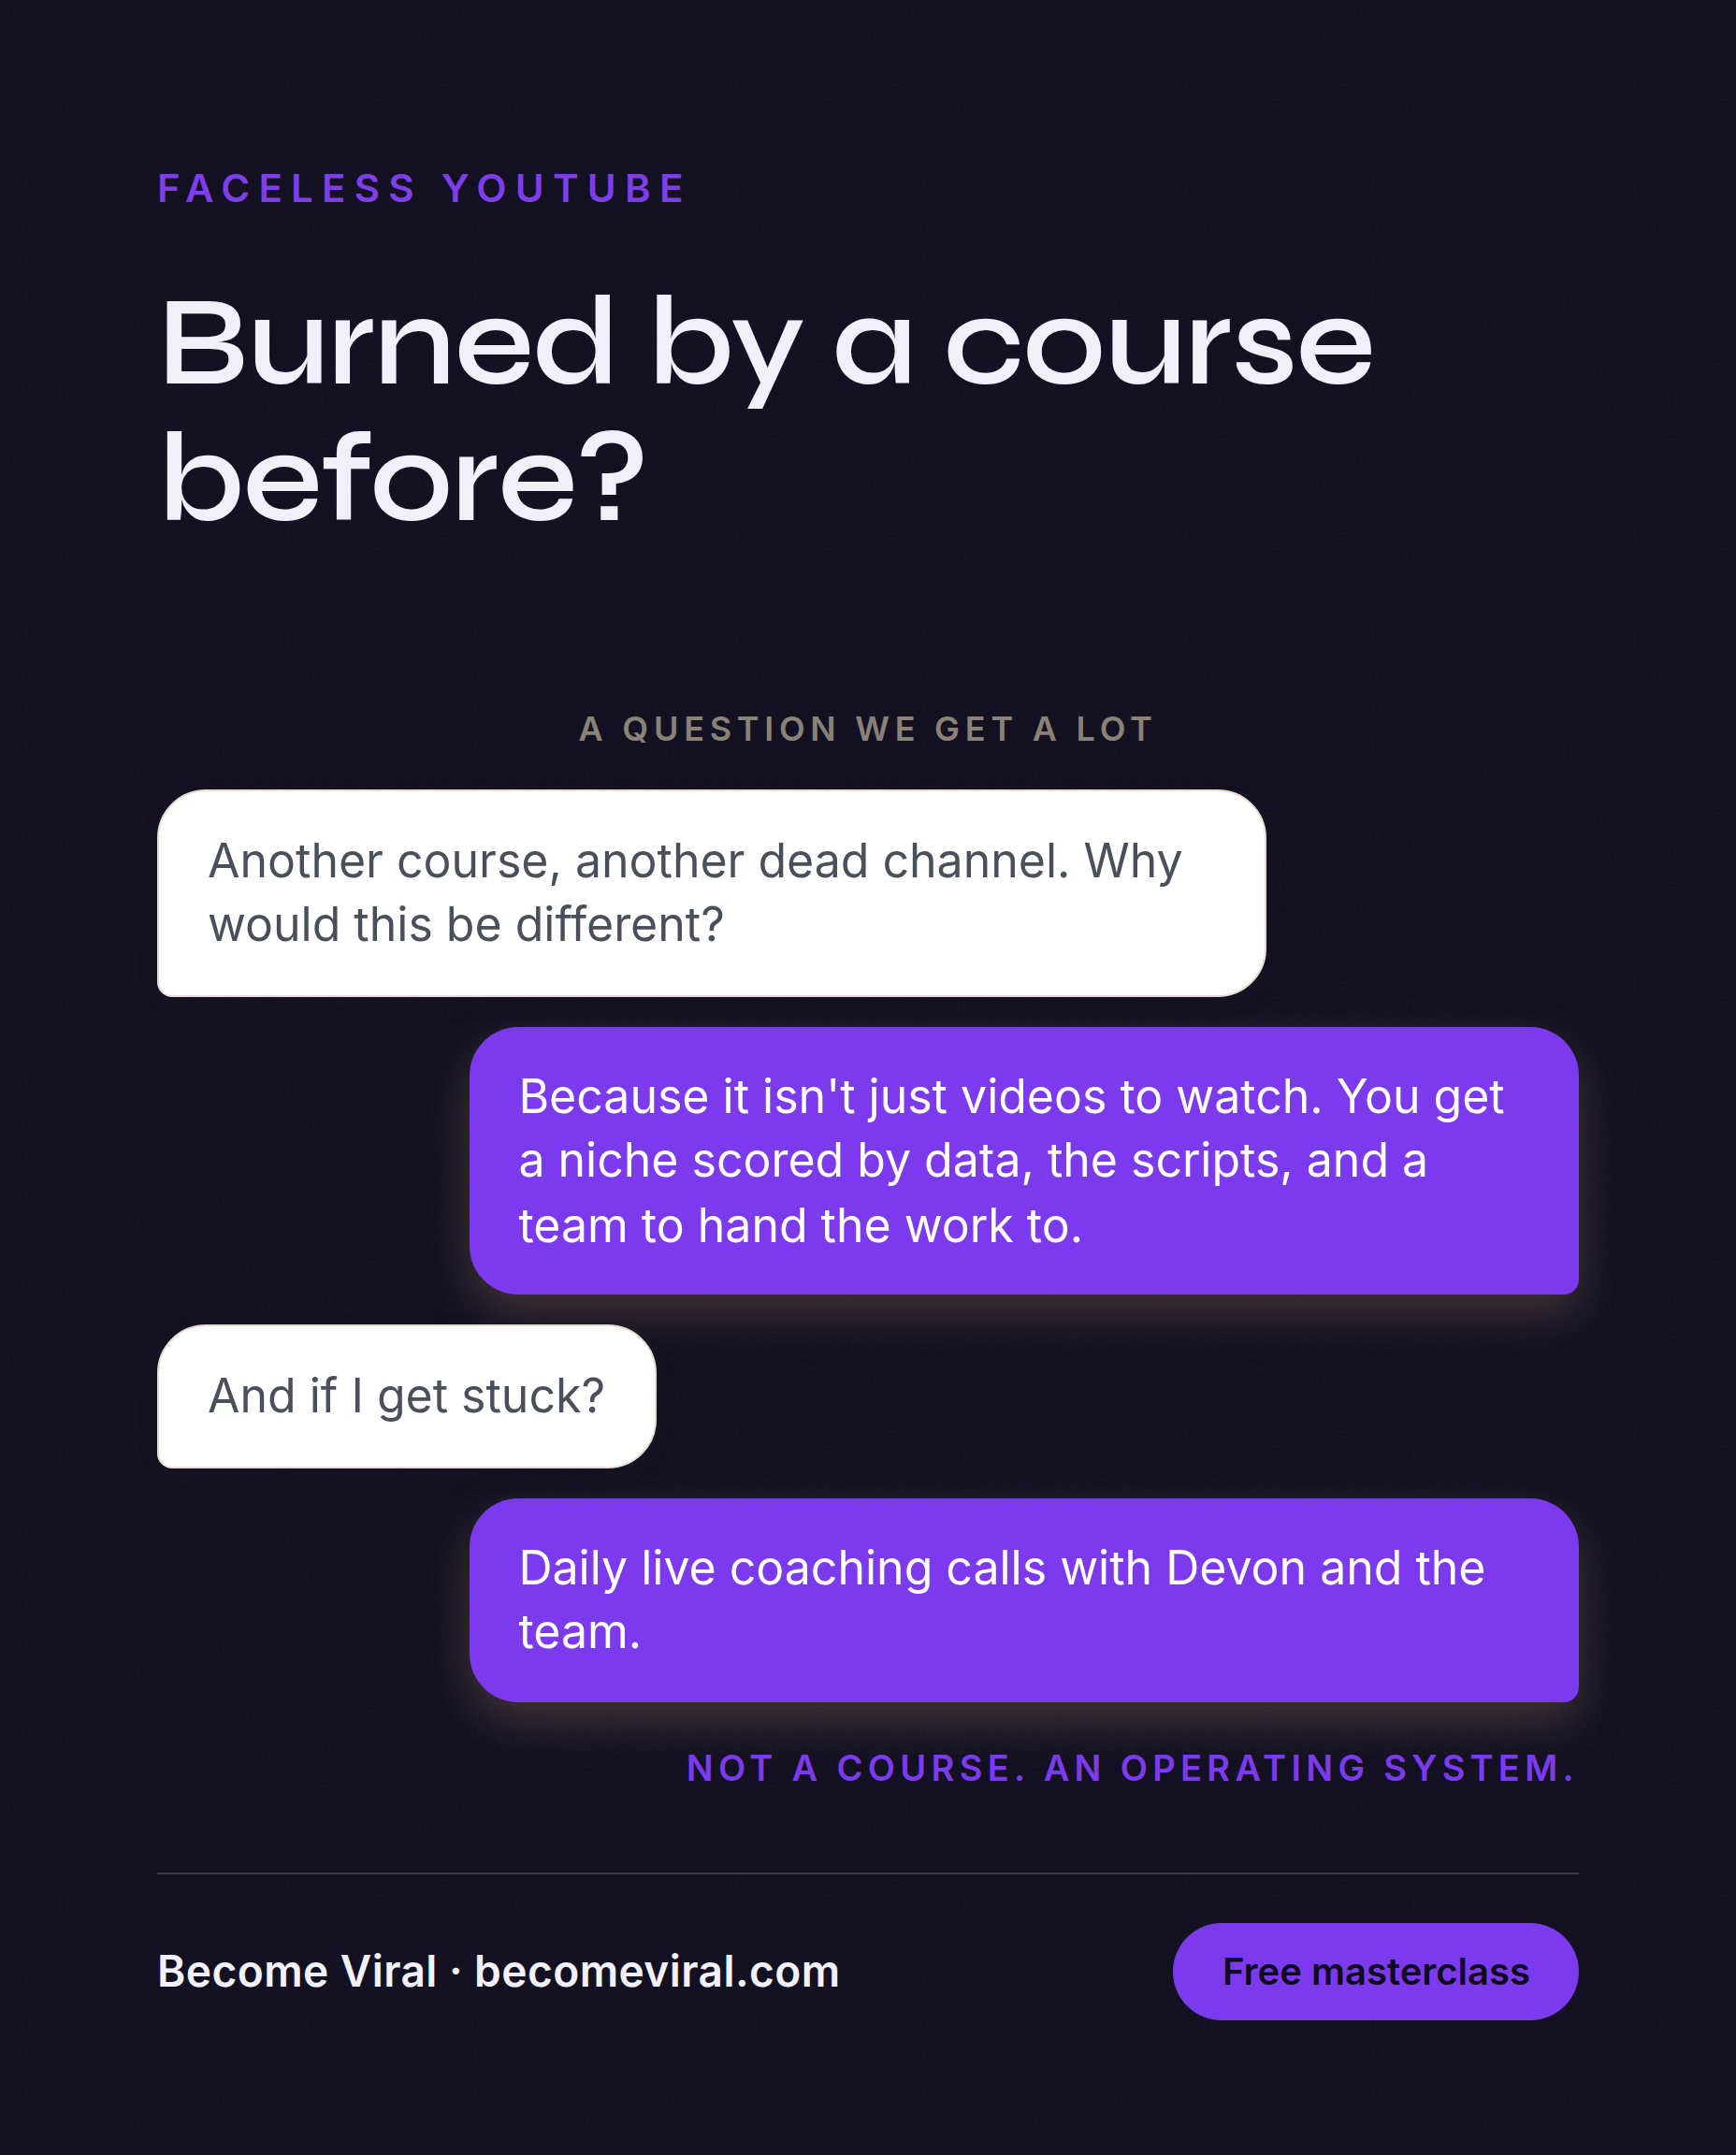 FACELESS YOUTUBE
Burned by a course
before?
A QUESTION WE GET A LOT
Another course, another dead channel. Why
would this be different?
Because it isn't just videos to watch. You get
a niche scored by data, the scripts, and a
team to hand the work to.
And if I get stuck?
Daily live coaching calls with Devon and the
team.
NOT A COURSE. AN OPERATING SYSTEM.
Become Viral · becomeviral.com
Free masterclass